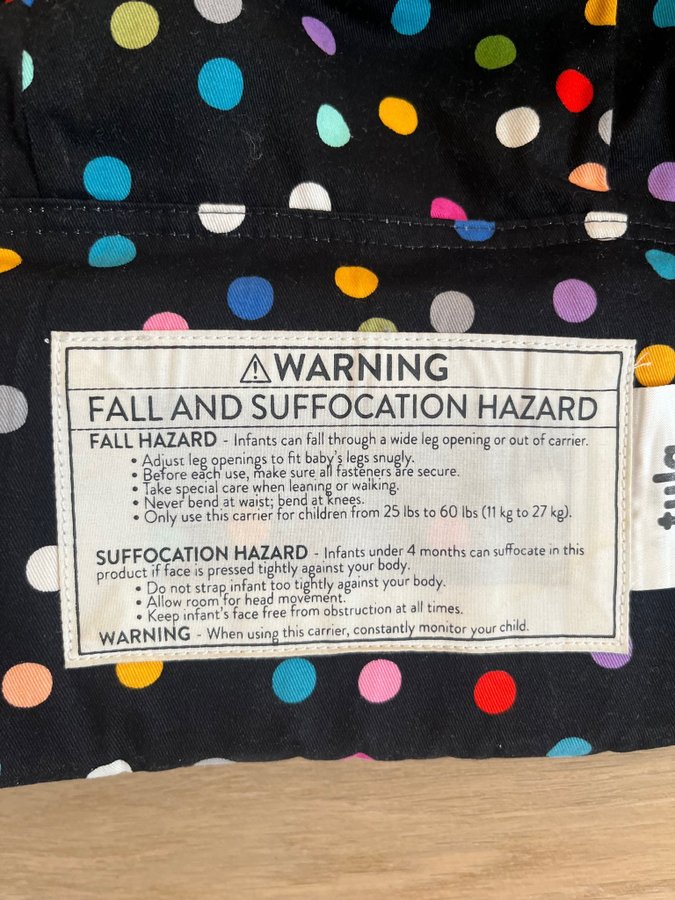 ⚠WARNING
FALL AND SUFFOCATION HAZARD
FALL HAZARD - Infants can fall through a wide leg opening or out of carrier.
• Adjust leg openings to fit baby's legs snugly.
• Before each use, make sure all fasteners are secure.
• Take special care when leaning or walking.
• Never bend at waist; bend at knees.
• Only use this carrier for children from 25 lbs to 60 lbs (11 kg to 27 kg).
SUFFOCATION HAZARD - Infants under 4 months can suffocate in this
product if face is pressed tightly against your body.
• Do not strap infant too tightly against your body.
• Allow room for head movement.
• Keep infant's face free from obstruction at all times.
WARNING - When using this carrier, constantly monitor your child.
tula